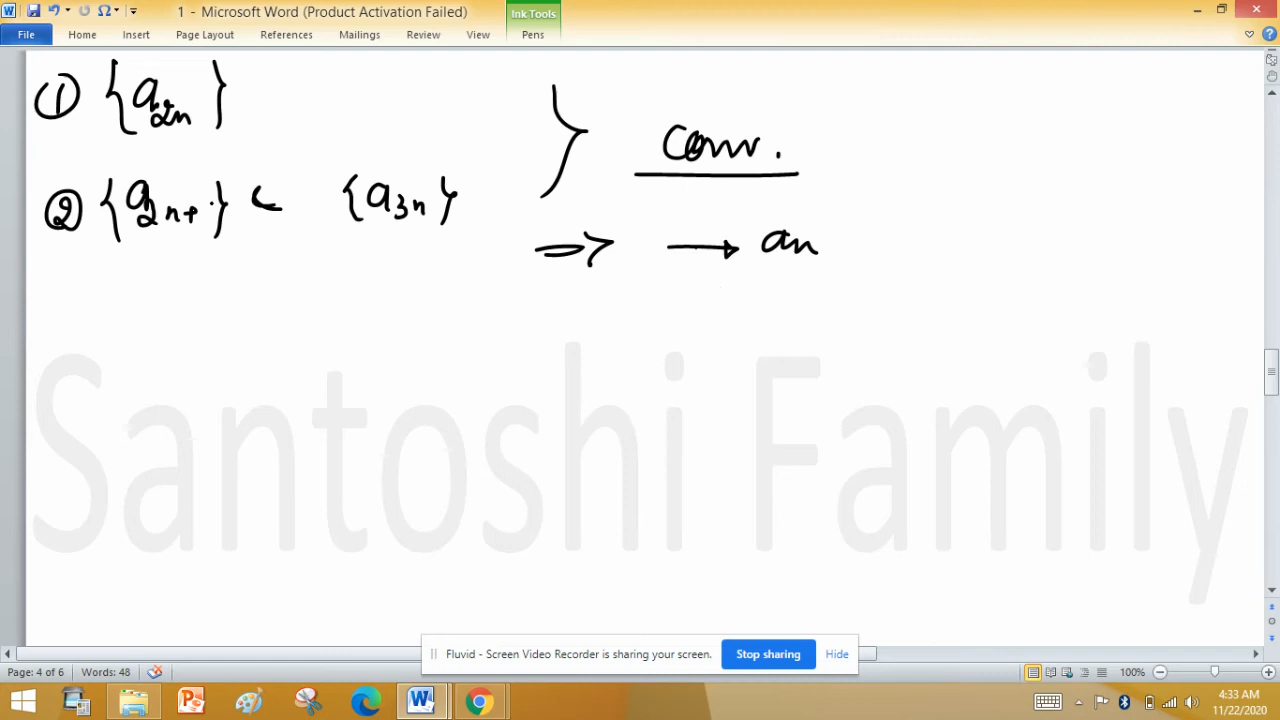 1 - Microsoft Word (Product Activation Failed)
Ink Tools
File Home Insert Page Layout References Mailings Review View Pens
① {a2n}
} Conv.
② {a2n+.} {a3n}
⇒ → an
Santoshi Family
Fluvid - Screen Video Recorder is sharing your screen. Stop sharing Hide
Page: 4 of 6 Words: 48 100%
4:33 AM
11/22/2020